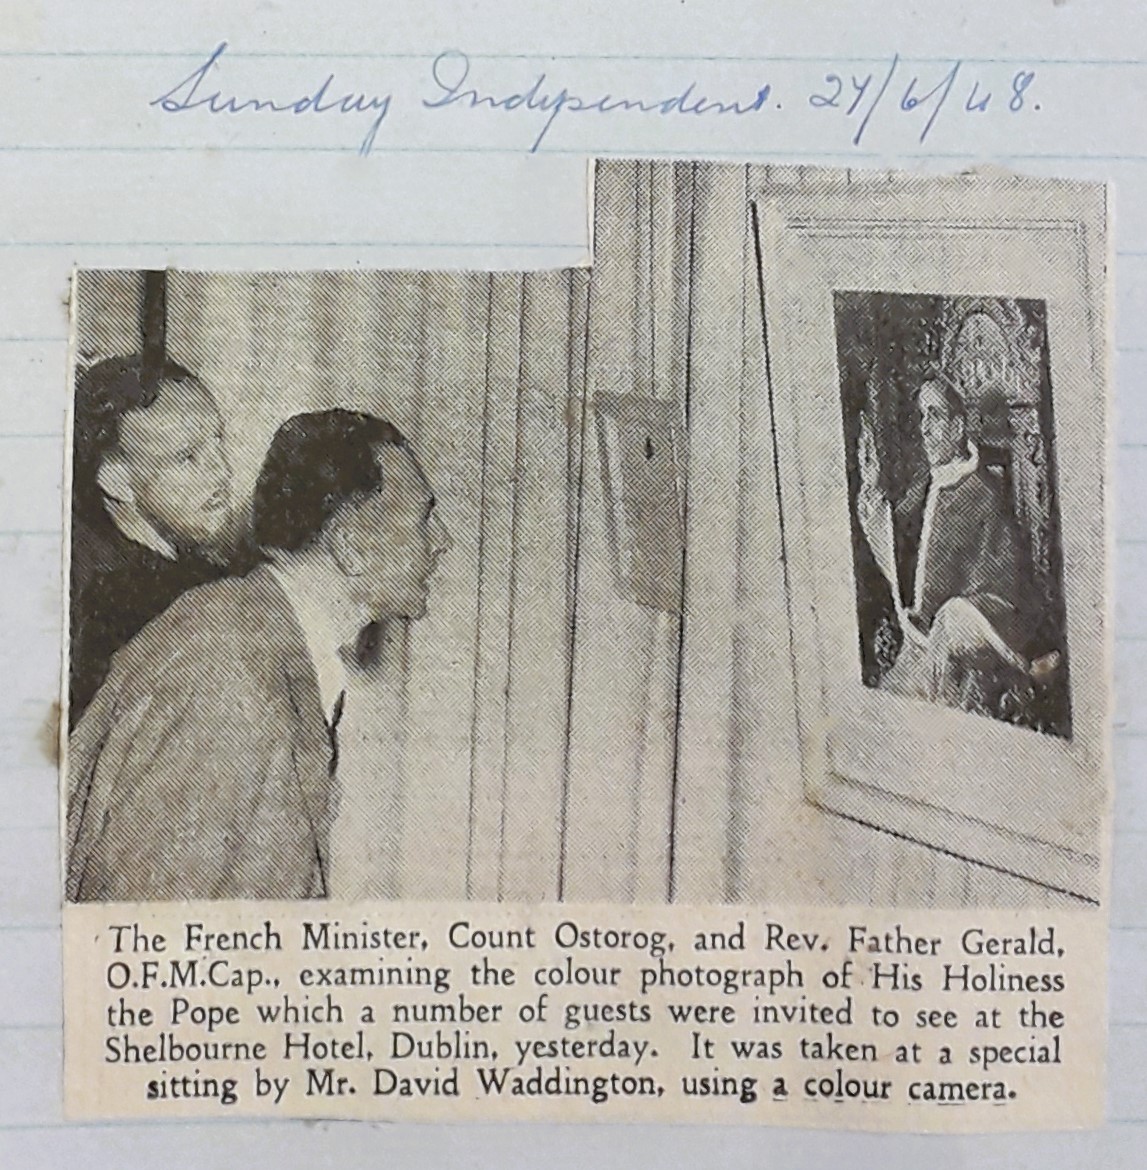 Sunday Independent. 27/6/48.
The French Minister, Count Ostorog, and Rev. Father Gerald,
O.F.M.Cap., examining the colour photograph of His Holiness
the Pope which a number of guests were invited to see at the
Shelbourne Hotel, Dublin, yesterday. It was taken at a special
sitting by Mr. David Waddington, using a colour camera.